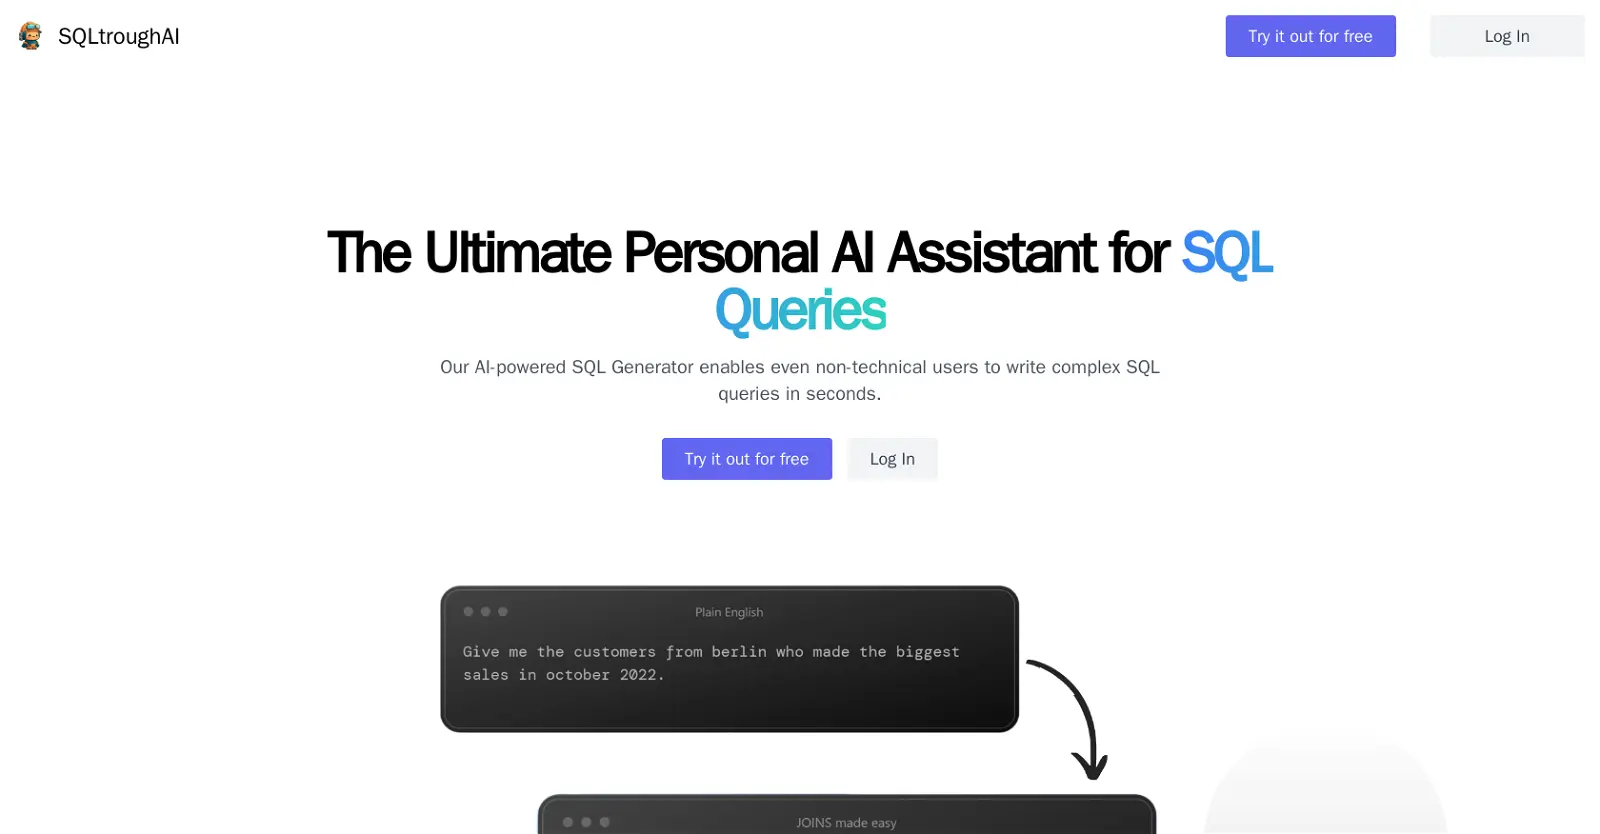 SQLtroughAI
Try it out for free
Log In
The Ultimate Personal AI Assistant for SQL
Queries
Our AI-powered SQL Generator enables even non-technical users to write complex SQL
queries in seconds.
Try it out for free
Log In
Plain English
Give me the customers from berlin who made the biggest
sales in october 2022.
JOINS made easy